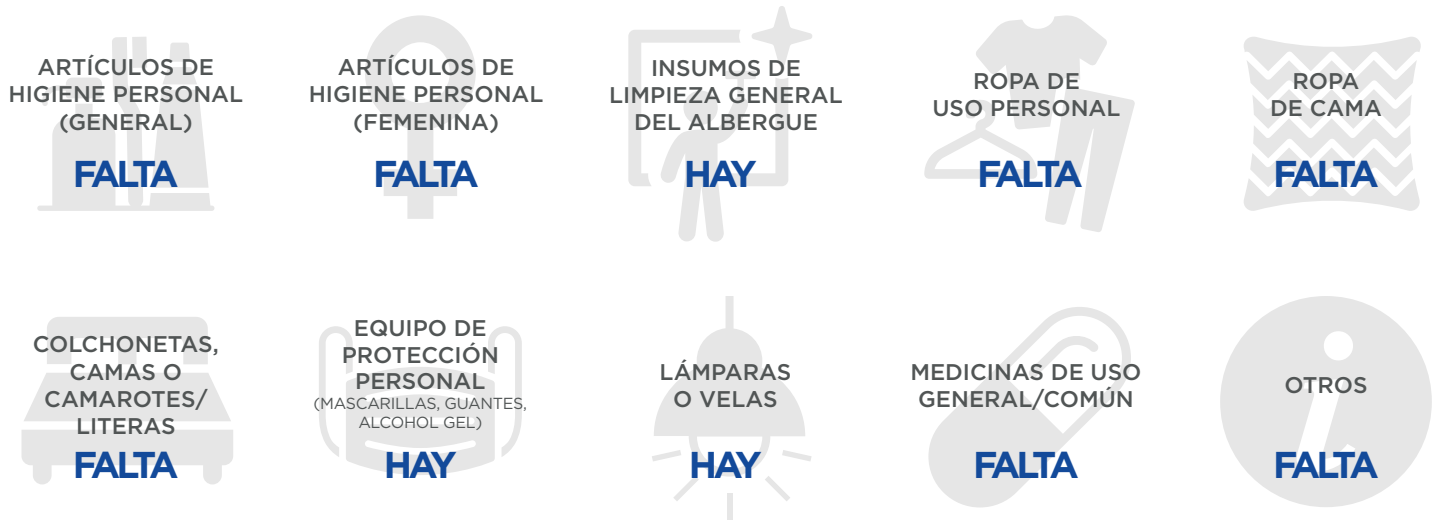 ARTÍCULOS DE
HIGIENE PERSONAL
(GENERAL)
FALTA
ARTÍCULOS DE
HIGIENE PERSONAL
(FEMENINA)
FALTA
INSUMOS DE
LIMPIEZA GENERAL
DEL ALBERGUE
HAY
ROPA DE
USO PERSONAL
FALTA
ROPA
DE CAMA
FALTA
COLCHONETAS,
CAMAS O
CAMAROTES/
LITERAS
FALTA
EQUIPO DE
PROTECCIÓN
PERSONAL
(MASCARILLAS, GUANTES,
ALCOHOL GEL)
HAY
LÁMPARAS
O VELAS
HAY
MEDICINAS DE USO
GENERAL/COMÚN
FALTA
OTROS
FALTA